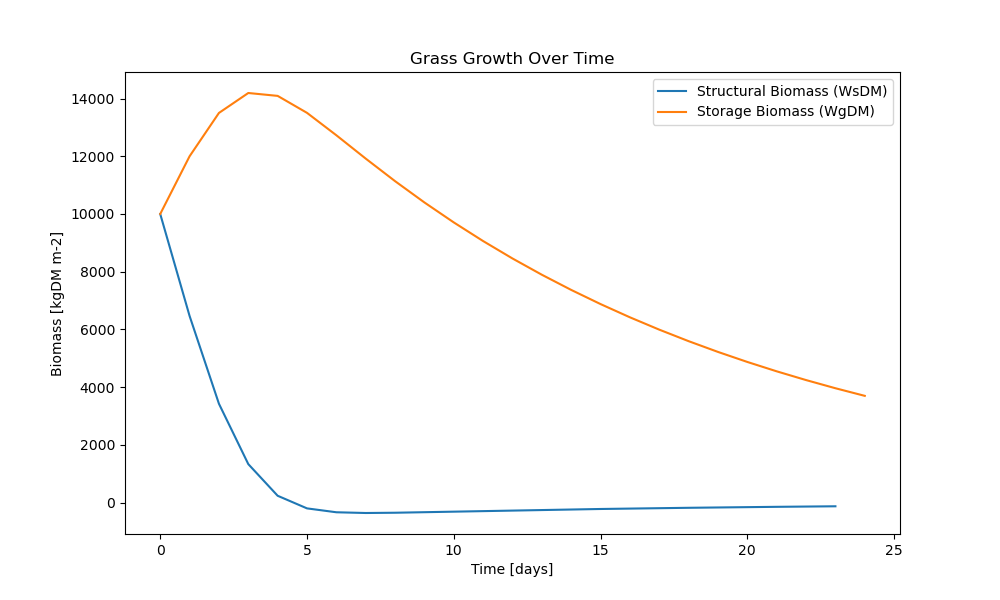 Grass Growth Over Time
Structural Biomass (WsDM)
Storage Biomass (WgDM)
Biomass [kgDM m-2]
14000
12000
10000
8000
6000
4000
2000
0
0 5 10 15 20 25
Time [days]